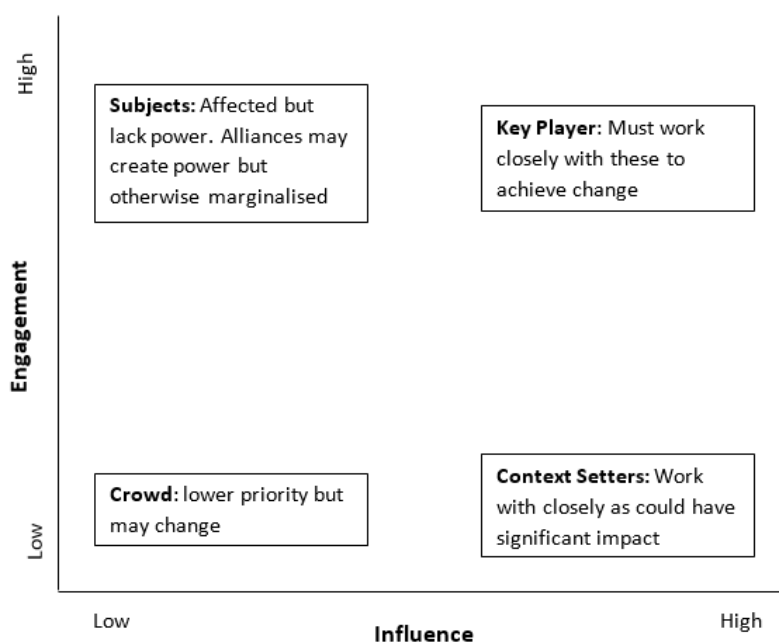 High
Subjects: Affected but
lack power. Alliances may
create power but
otherwise marginalised
Key Player: Must work
closely with these to
achieve change
Engagement
Crowd: lower priority but
may change
Context Setters: Work
with closely as could have
significant impact
Low
Low
Influence
High